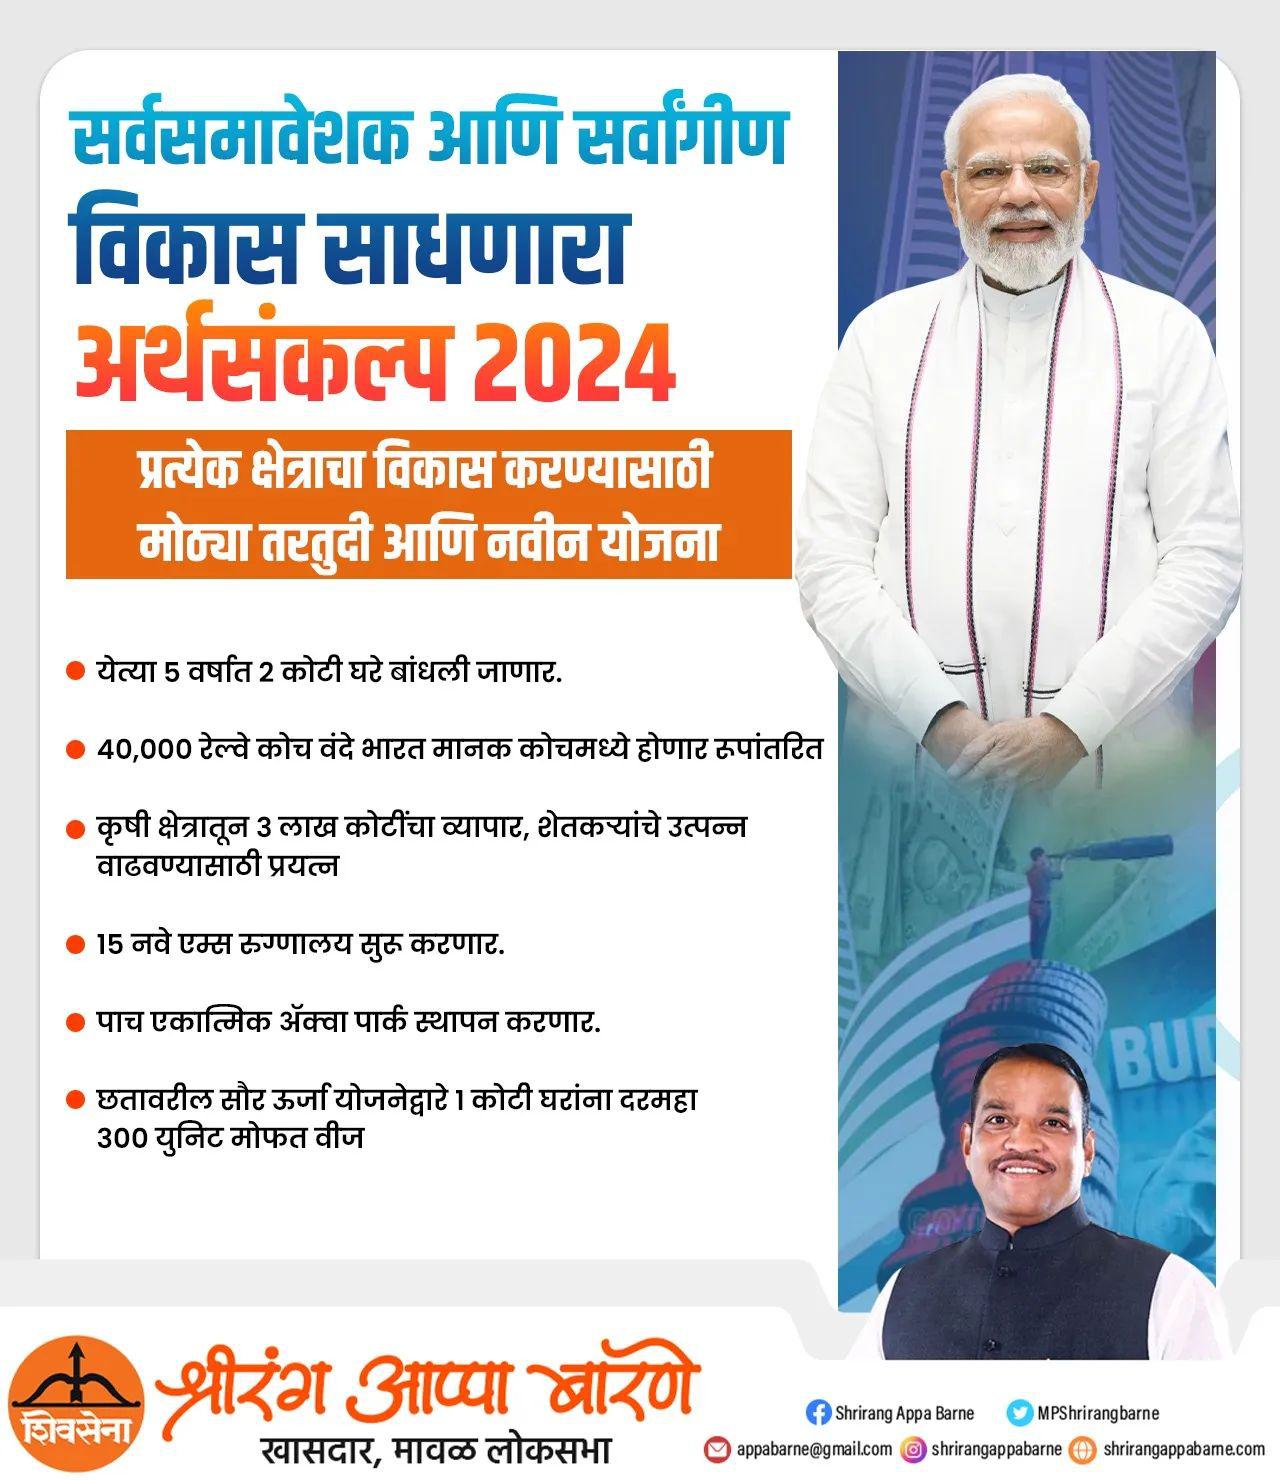 सर्वसमावेशक आणि सर्वांगीण
विकास साधणारा
अर्थसंकल्प 2024
प्रत्येक क्षेत्राचा विकास करण्यासाठी
मोठ्या तरतुदी आणि नवीन योजना
येत्या 5 वर्षात 2 कोटी घरे बांधली जाणार.
40,000 रेल्वे कोच वंदे भारत मानक कोचमध्ये होणार रूपांतरित
कृषी क्षेत्रातून 3 लाख कोटींचा व्यापार, शेतकऱ्यांचे उत्पन्न
वाढवण्यासाठी प्रयत्न
15 नवे एम्स रुग्णालय सुरू करणार.
पाच एकात्मिक ॲक्वा पार्क स्थापन करणार.
छतावरील सौर ऊर्जा योजनेद्वारे 1 कोटी घरांना दरमहा
300 युनिट मोफत वीज
BUD
शिवसेना
श्रीरंग आप्पा बारणे
खासदार, मावळ लोकसभा
Shrirang Appa Barne MPShrirangbarne
appabarne@gmail.com shrirangappabarne shrirangappabarne.com